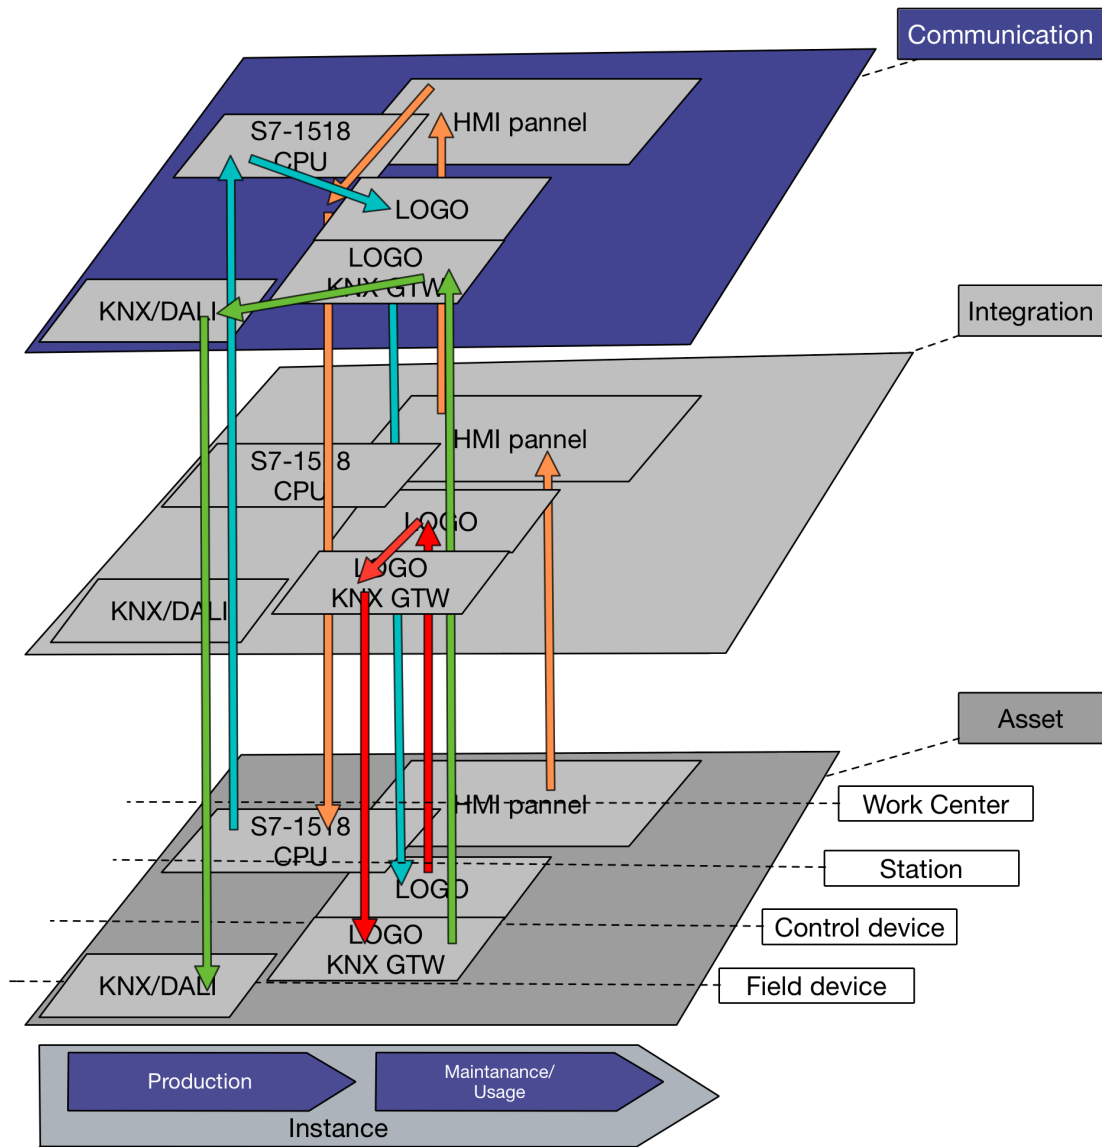 Communication
HMI pannel
S7-1518
CPU
LOGO
LOGO
KNX GTW
KNX/DALI
Integration
HMI pannel
S7-1518
CPU
LOGO
LOGO
KNX GTW
KNX/DALI
Asset
HMI pannel
Work Center
S7-1518
CPU
Station
LOGO
Control device
LOGO
KNX GTW
KNX/DALI
Field device
Production
Maintanance/
Usage
Instance